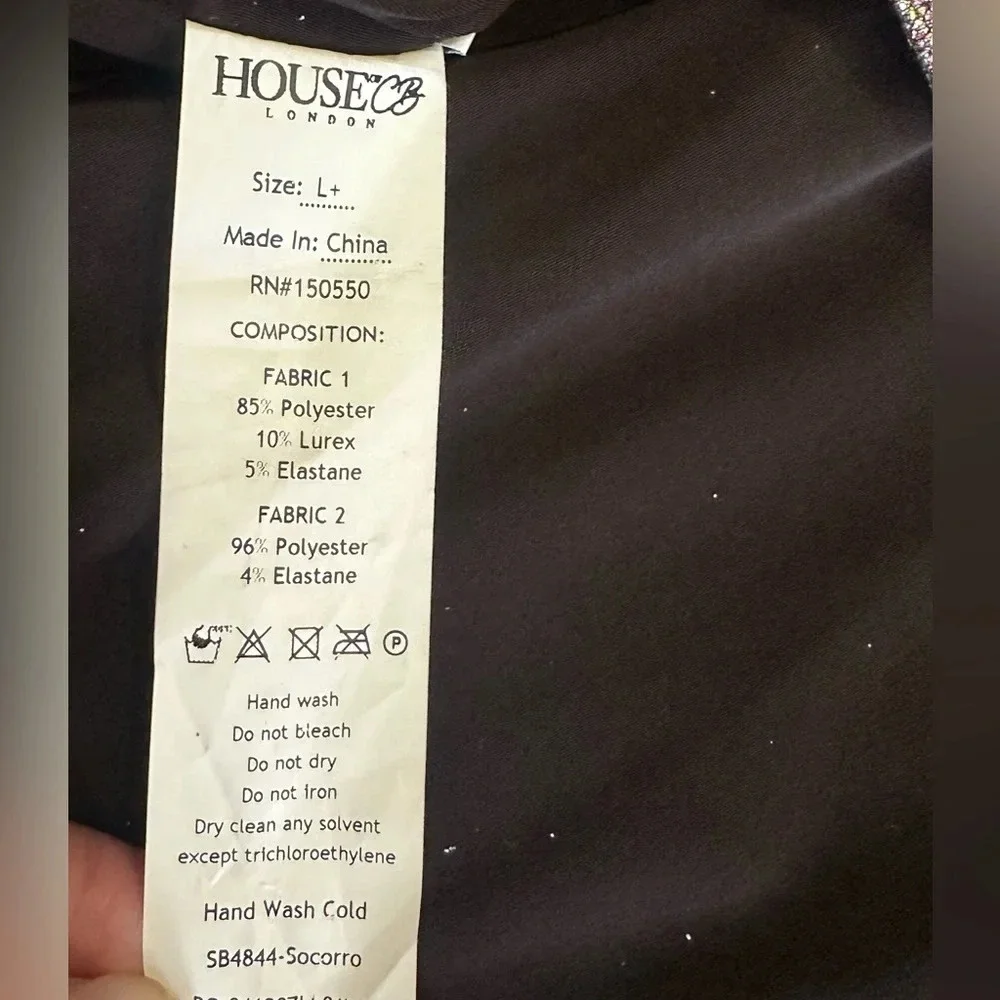 HOUSE OF CB
LONDON
Size: L+
Made In: China
RN#150550
COMPOSITION:
FABRIC 1
85% Polyester
10% Lurex
5% Elastane
FABRIC 2
96% Polyester
4% Elastane
P
Hand wash
Do not bleach
Do not dry
Do not iron
Dry clean any solvent
except trichloroethylene
Hand Wash Cold
SB4844-Socorro